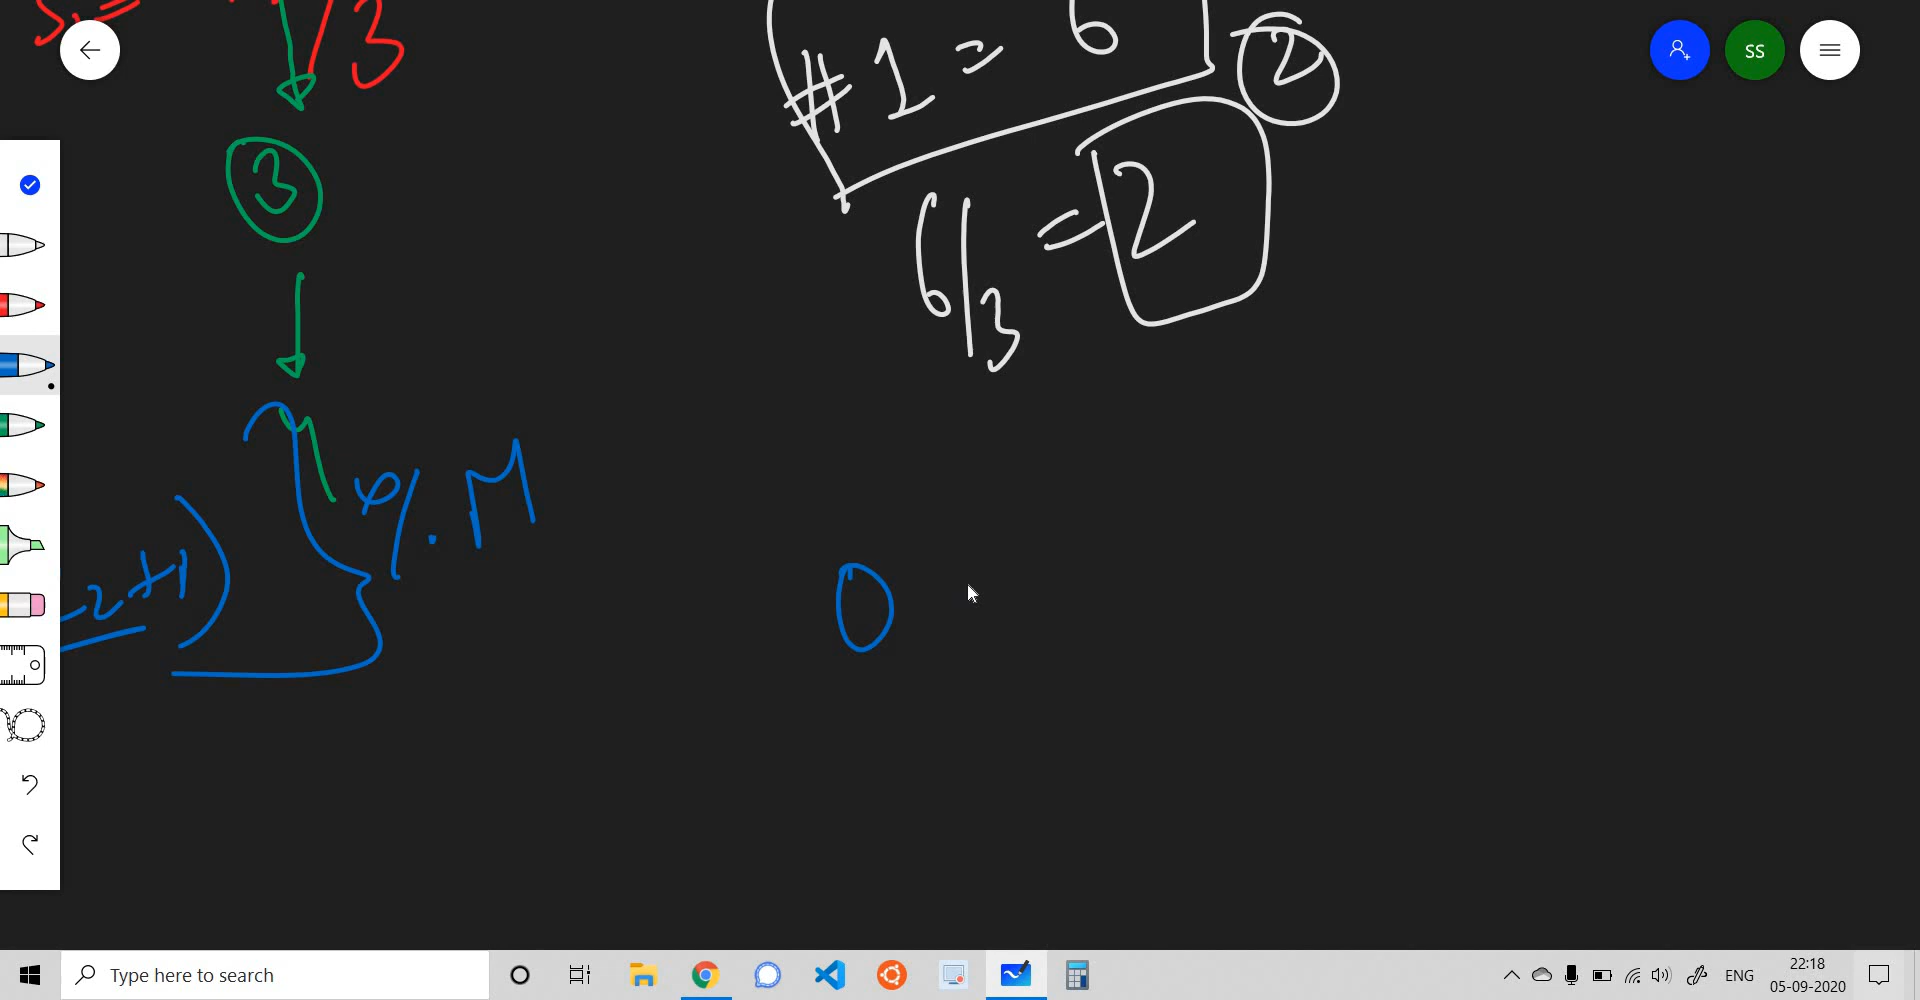 3
6
#1 =
2
SS
3
6/3 = 2
% M
-2+1)
0
Type here to search
ENG
22:18
05-09-2020